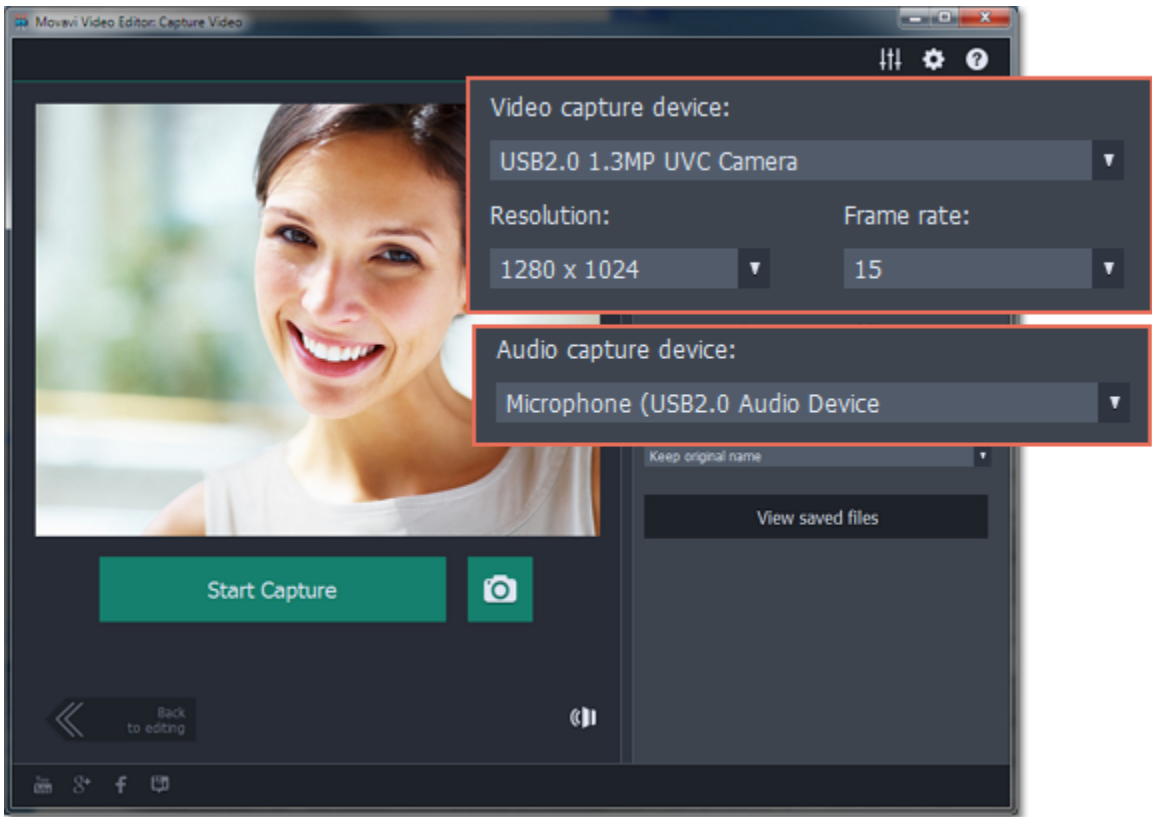 Movavi Video Editor: Capture Video
Video capture device:
USB2.0 1.3MP UVC Camera
Resolution: Frame rate:
1280 x 1024 15
Audio capture device:
Microphone (USB2.0 Audio Device
Keep original name
View saved files
Start Capture
Back
to editing